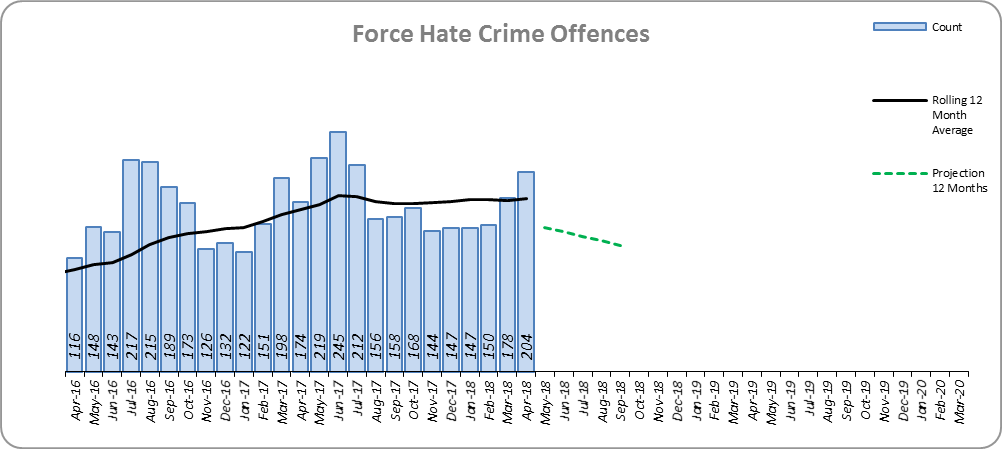 Force Hate Crime Offences
Count
Rolling 12
Month
Average
Projection
12 Months
116 148 143 217 215 189 173 126 132 122 151 198 174 219 245 212 156 158 168 144 147 147 150 178 204
Apr-16 May-16 Jun-16 Jul-16 Aug-16 Sep-16 Oct-16 Nov-16 Dec-16 Jan-17 Feb-17 Mar-17 Apr-17 May-17 Jun-17 Jul-17 Aug-17 Sep-17 Oct-17 Nov-17 Dec-17 Jan-18 Feb-18 Mar-18 Apr-18 May-18 Jun-18 Jul-18 Aug-18 Sep-18 Oct-18 Nov-18 Dec-18 Jan-19 Feb-19 Mar-19 Apr-19 May-19 Jun-19 Jul-19 Aug-19 Sep-19 Oct-19 Nov-19 Dec-19 Jan-20 Feb-20 Mar-20